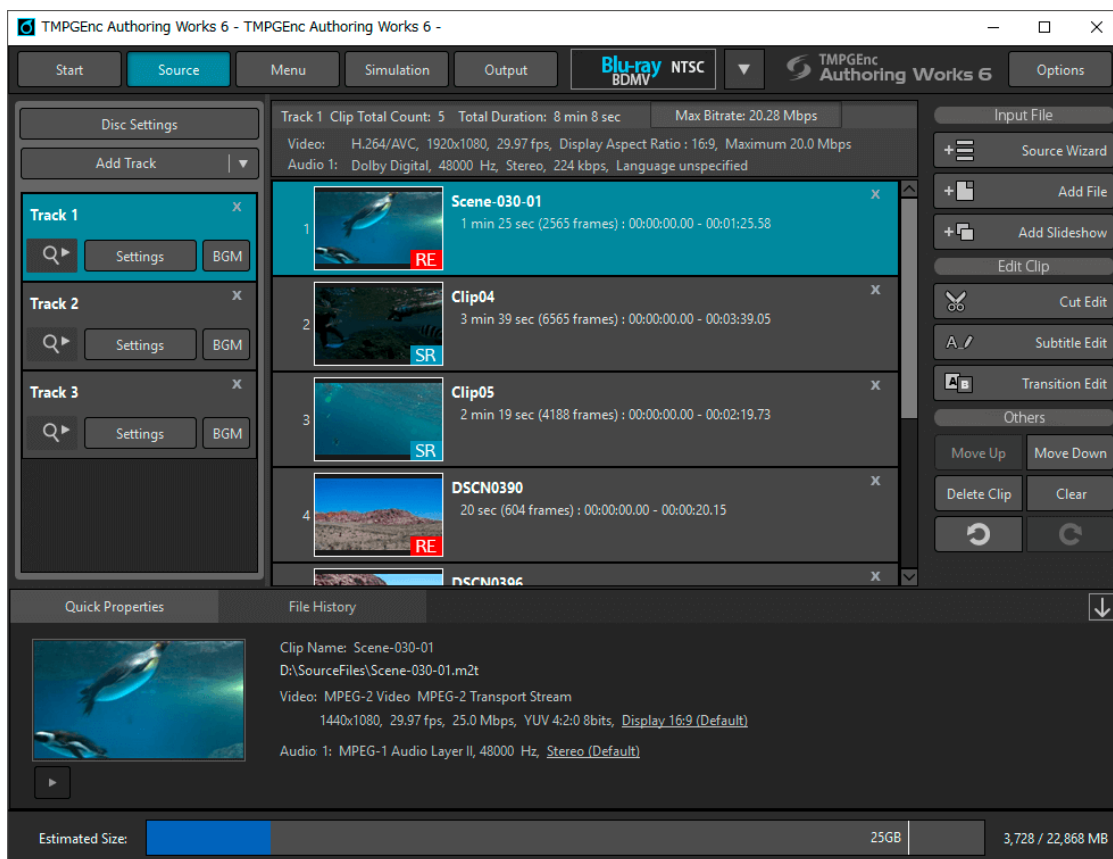 TMPGEnc Authoring Works 6 - TMPGEnc Authoring Works 6 -
Start Source Menu Simulation Output Blu-ray BDMV NTSC TMPGEnc Authoring Works 6 Options
Disc Settings
Add Track
Track 1 x
Settings BGM
Track 2 x
Settings BGM
Track 3 x
Settings BGM
Track 1 Clip Total Count: 5 Total Duration: 8 min 8 sec Max Bitrate: 20.28 Mbps
Video: H.264/AVC, 1920x1080, 29.97 fps, Display Aspect Ratio : 16:9, Maximum 20.0 Mbps
Audio 1: Dolby Digital, 48000 Hz, Stereo, 224 kbps, Language unspecified
1 Scene-030-01 x
1 min 25 sec (2565 frames) : 00:00:00.00 - 00:01:25.58
RE
2 Clip04 x
3 min 39 sec (6565 frames) : 00:00:00.00 - 00:03:39.05
SR
3 Clip05 x
2 min 19 sec (4188 frames) : 00:00:00.00 - 00:02:19.73
SR
4 DSCN0390 x
20 sec (604 frames) : 00:00:00.00 - 00:00:20.15
RE
DSCN0396 x
Input File
Source Wizard
Add File
Add Slideshow
Edit Clip
Cut Edit
A Subtitle Edit
A B Transition Edit
Others
Move Up Move Down
Delete Clip Clear
Quick Properties File History
Clip Name: Scene-030-01
D:\SourceFiles\Scene-030-01.m2t
Video: MPEG-2 Video MPEG-2 Transport Stream
1440x1080, 29.97 fps, 25.0 Mbps, YUV 4:2:0 8bits, Display 16:9 (Default)
Audio 1: MPEG-1 Audio Layer II, 48000 Hz, Stereo (Default)
Estimated Size: 25GB 3,728 / 22,868 MB